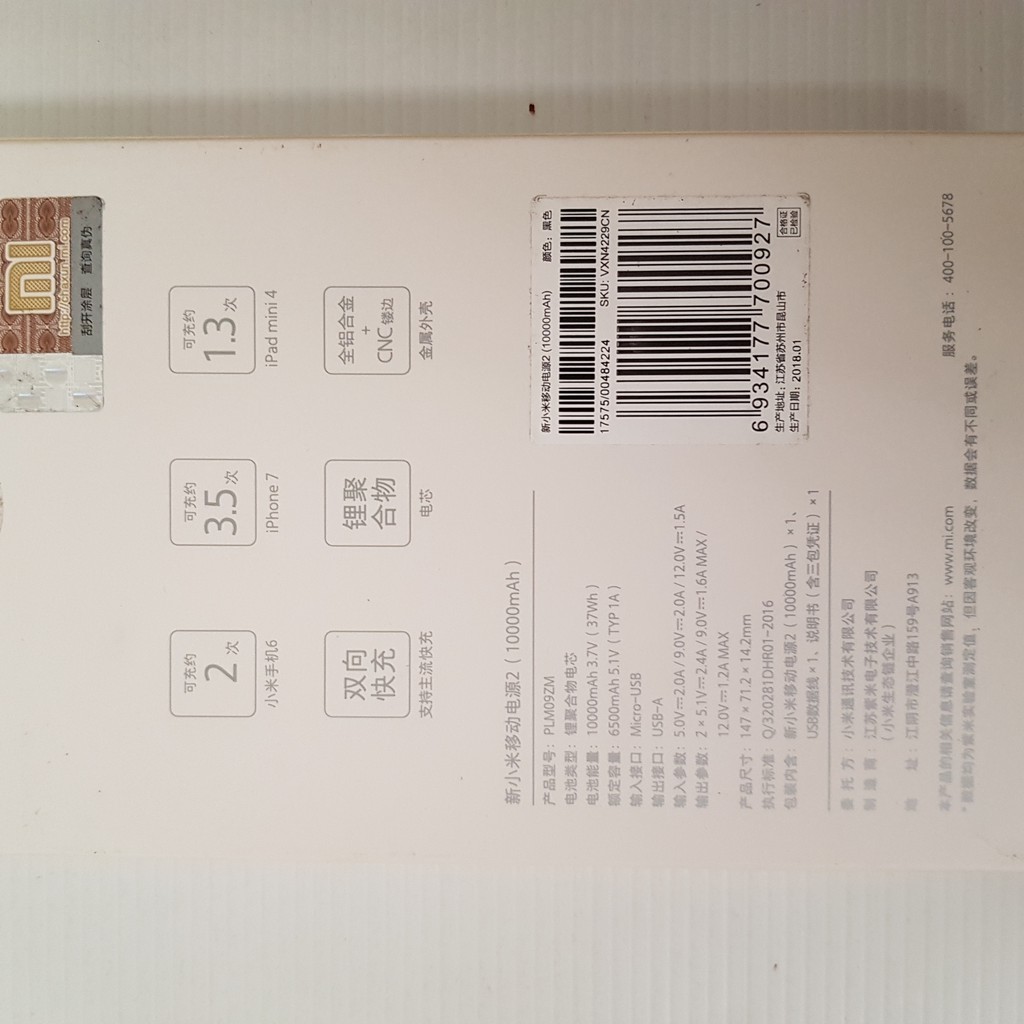 mi
http://chaxun.mi.com
刮开涂层 查询真伪
可充约
2次
小米手机6
可充约
3.5次
iPhone 7
可充约
1.3次
iPad mini 4
双向
快充
支持主流快充
锂聚
合物
电芯
全铝合金
+
CNC 镂边
金属外壳
新小米移动电源2（10000mAh）
产品型号：PLM09ZM
电池类型：锂聚合物电芯
电池能量：10000mAh 3.7V（37Wh）
额定容量：6500mAh 5.1V（TYP 1A）
输入接口：Micro-USB
输出接口：USB-A
输入参数：5.0V⎓2.0A / 9.0V⎓2.0A / 12.0V⎓1.5A
输出参数：2 × 5.1V⎓2.4A / 9.0V⎓1.6A MAX /
12.0V⎓1.2A MAX
产品尺寸：147 × 71.2 × 14.2mm
执行标准：Q/320281DHR01-2016
包装内含：新小米移动电源2（10000mAh）× 1、
USB数据线 × 1、说明书（含三包凭证）× 1
新小米移动电源2 (10000mAh) 颜色：黑色
17575/00484224 SKU: VXN4229CN
6 934177 700927
生产地址: 江苏省苏州市昆山市
生产日期: 2018.01
合格证
已检验
委 托 方：小米通讯技术有限公司
制 造 商：江苏紫米电子技术有限公司
（小米生态链企业）
地 址：江阴市澄江中路159号A913
本产品的相关信息请查询销售网站：www.mi.com 服务电话：400-100-5678
*数据均为紫米实验室测定值，但因客观环境改变，数据会有不同或误差。